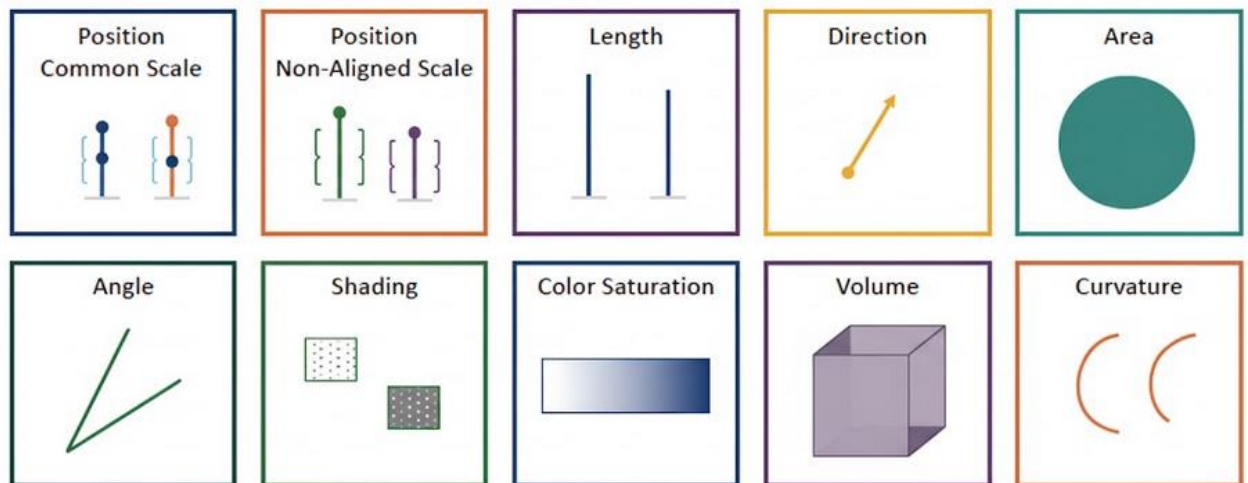 Position
Common Scale
Position
Non-Aligned Scale
Length
Direction
Area
Angle
Shading
Color Saturation
Volume
Curvature